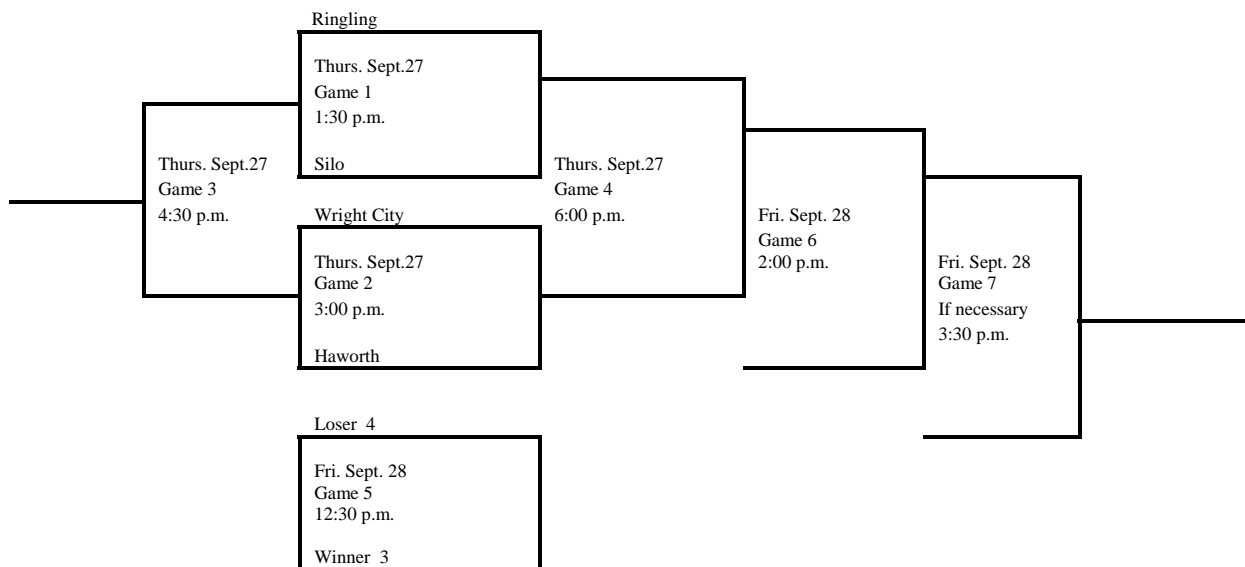 Ringling
Thurs. Sept.27
Game 1
1:30 p.m.
Silo
Thurs. Sept.27
Game 3
4:30 p.m.
Thurs. Sept.27
Game 4
6:00 p.m.
Wright City
Thurs. Sept.27
Game 2
3:00 p.m.
Haworth
Fri. Sept. 28
Game 6
2:00 p.m.
Fri. Sept. 28
Game 7
If necessary
3:30 p.m.
Loser 4
Fri. Sept. 28
Game 5
12:30 p.m.
Winner 3